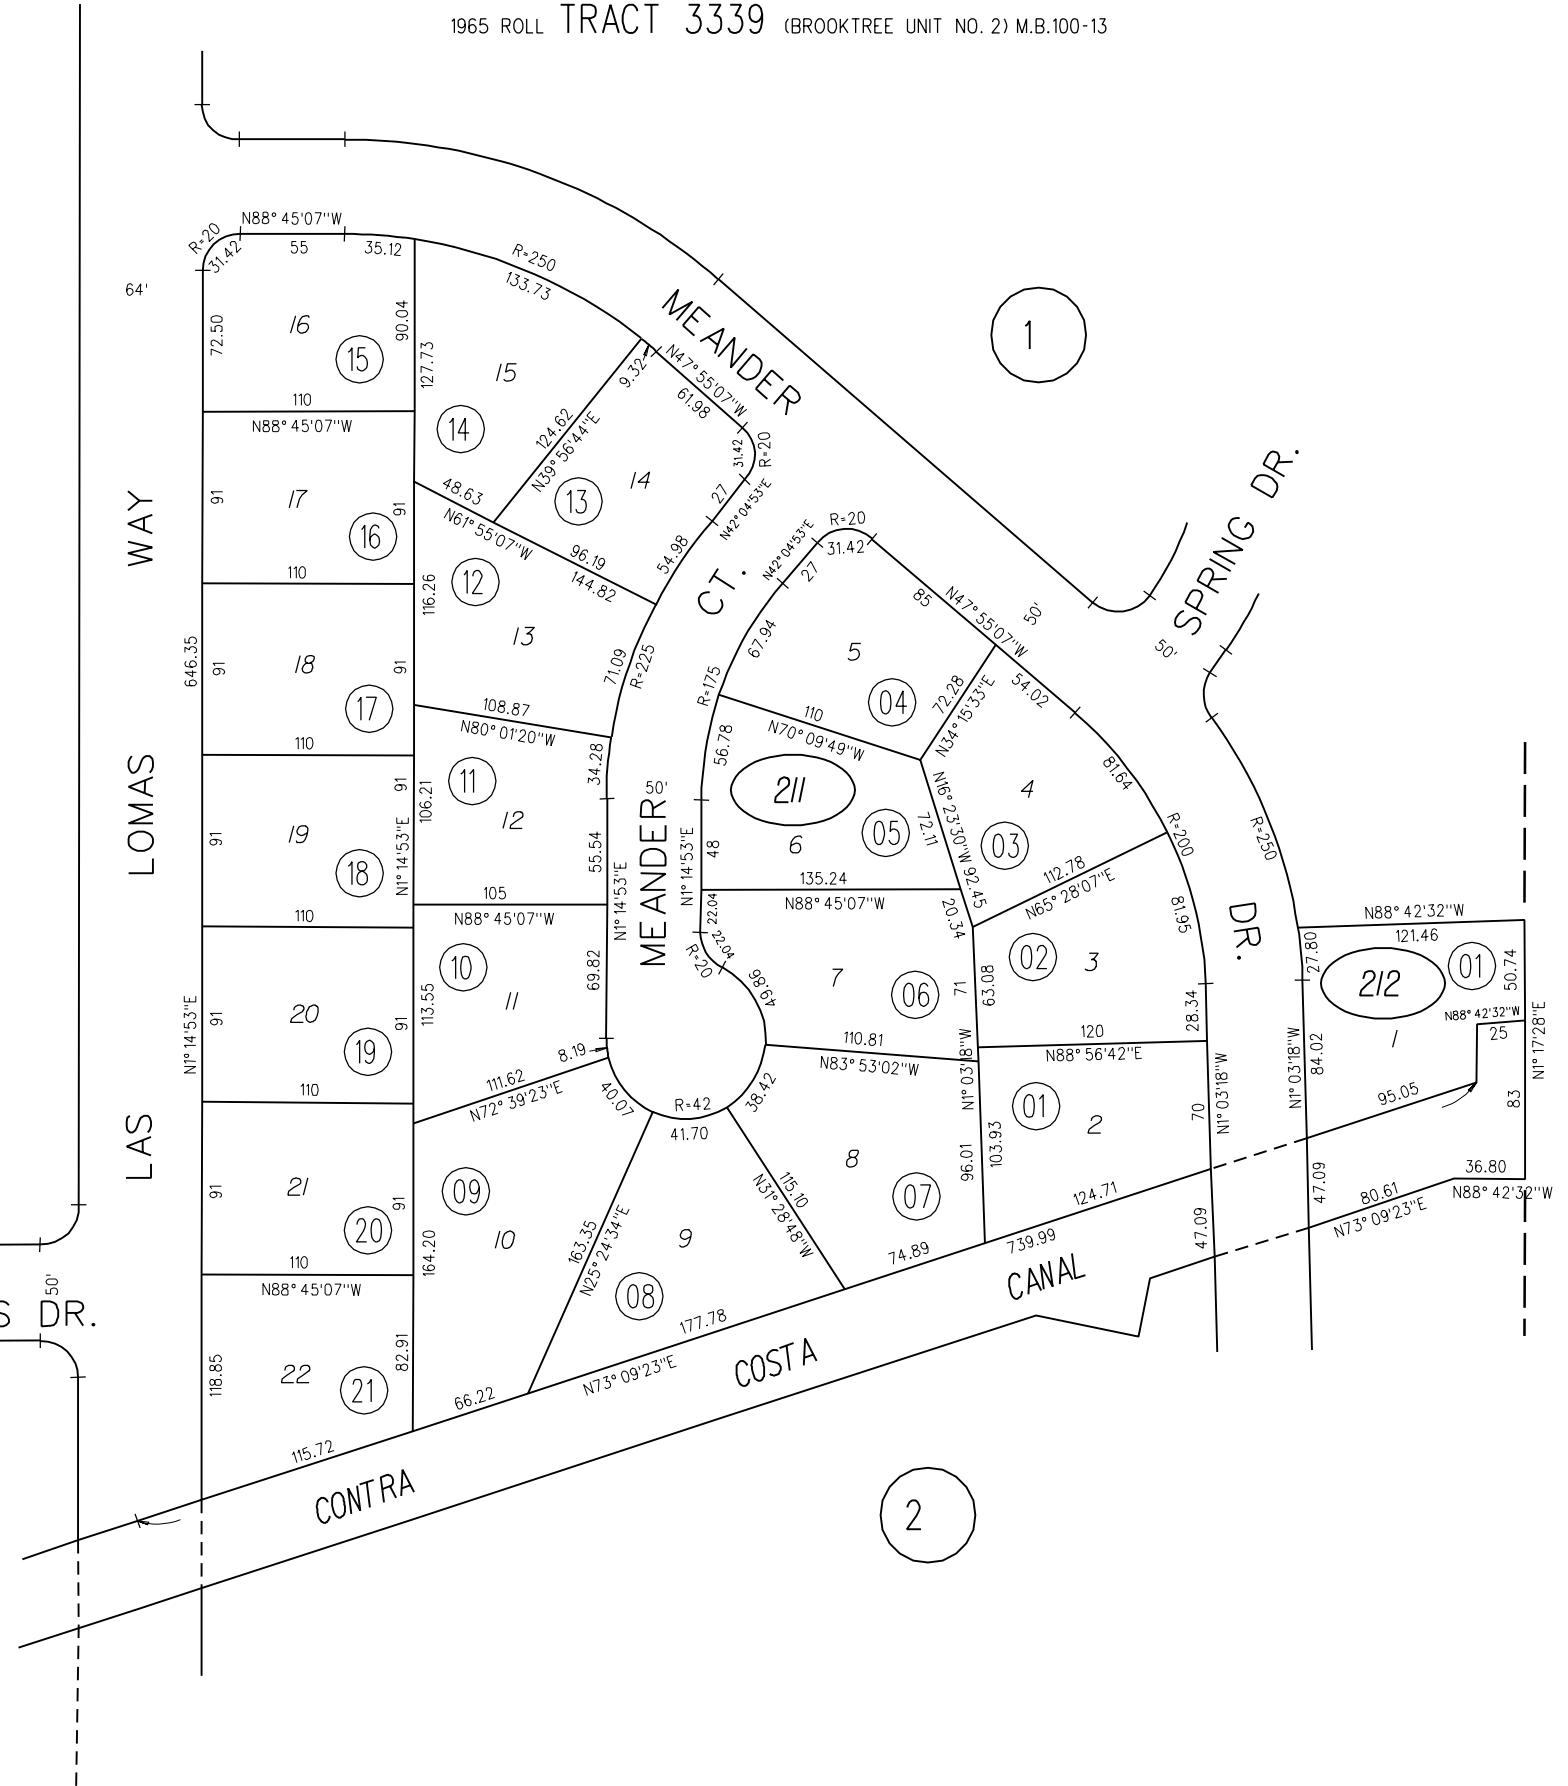 1965 ROLL TRACT 3339 (BROOKTREE UNIT NO. 2) M.B.100-13
N88° 45'07"W
R=20
31.42
55
35.12
R=250
133.73
64'
72.50
16
15
90.04
127.73
15
14
110
N88° 45'07"W
MEANDER
1
9.32
N47° 55'07"W
61.98
124.62
N39° 56'44"E
31.42
R=20
14
13
27
N42° 04'53"E
48.63
N61° 55'07"W
96.19
144.82
54.98
WAY
91
17
16
91
110
12
116.26
13
CT.
N42° 04'53"E
27
R=20
31.42
85
N47° 55'07"W
50'
SPRING DR.
50'
646.35
91
18
17
91
110
71.09
R=225
67.94
R=175
5
04
108.87
N80° 01'20"W
110
N70° 09'49"W
72.28
N34° 15'33"E
54.02
81.64
LOMAS
91
19
18
91
106.21
N1° 14'53"E
110
11
12
34.28
55.54
N1° 14'53"E
105
N88° 45'07"W
50'
MEANDER
56.78
211
05
6
48
N1° 14'53"E
N16° 23'30"W
72.11
92.45
4
03
R=200
R=250
112.78
N65° 28'07"E
135.24
N88° 45'07"W
22.04
22.04
R=20
20.34
81.95
DR.
N88° 42'32"W
121.46
27.80
01
212
50.74
N88° 42'32"W
25
1
84.02
N1° 03'18"W
N1° 17'28"E
83
95.05
N1° 14'53"E
91
20
19
91
113.55
110
10
11
69.82
8.19
111.62
N72° 39'23"E
49.86
7
06
71
63.08
02
3
28.34
120
N88° 56'42"E
110.81
N83° 53'02"W
N1° 03'18"W
01
2
70
N1° 03'18"W
40.07
R=42
41.70
38.42
LAS
91
21
20
91
110
N88° 45'07"W
09
10
164.20
163.35
N25° 24'34"E
9
08
115.10
N31° 28'48"W
8
07
96.01
103.93
124.71
47.09
47.09
36.80
N88° 42'32"W
80.61
N73° 09'23"E
50'
S DR.
118.85
22
21
82.91
115.72
66.22
177.78
N73° 09'23"E
74.89
739.99
CONTRA COSTA CANAL
2